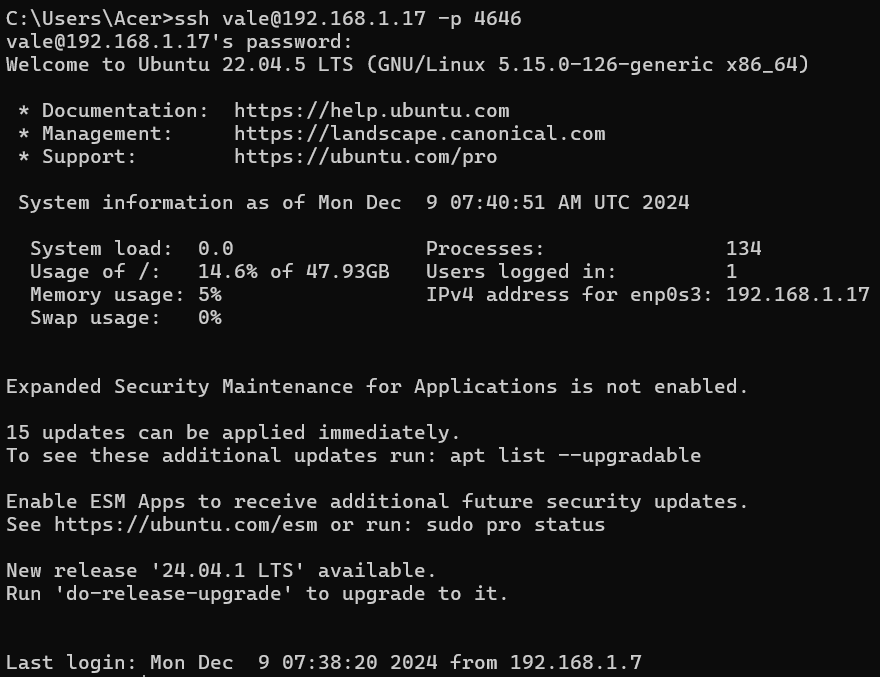 C:\Users\Acer>ssh vale@192.168.1.17 -p 4646
vale@192.168.1.17's password:
Welcome to Ubuntu 22.04.5 LTS (GNU/Linux 5.15.0-126-generic x86_64)
* Documentation:  https://help.ubuntu.com
* Management:     https://landscape.canonical.com
* Support:        https://ubuntu.com/pro
System information as of Mon Dec  9 07:40:51 AM UTC 2024
System load:  0.0                Processes:               134
Usage of /:   14.6% of 47.93GB   Users logged in:         1
Memory usage: 5%                 IPv4 address for enp0s3: 192.168.1.17
Swap usage:   0%
Expanded Security Maintenance for Applications is not enabled.
15 updates can be applied immediately.
To see these additional updates run: apt list --upgradable
Enable ESM Apps to receive additional future security updates.
See https://ubuntu.com/esm or run: sudo pro status
New release '24.04.1 LTS' available.
Run 'do-release-upgrade' to upgrade to it.
Last login: Mon Dec  9 07:38:20 2024 from 192.168.1.7